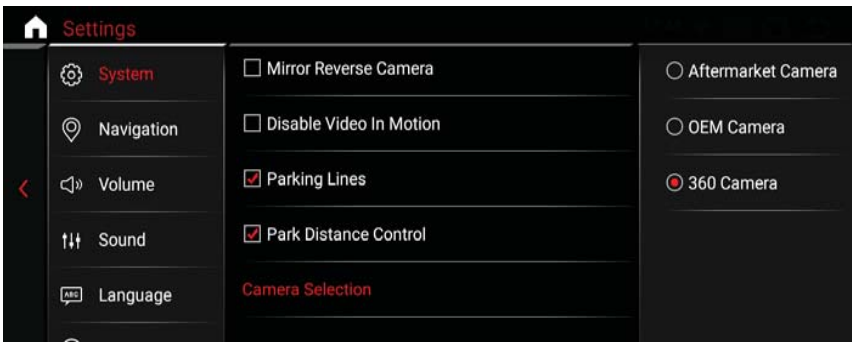 Settings
System
Navigation
Volume
Sound
ABC
Language
Mirror Reverse Camera
Disable Video In Motion
Parking Lines
Park Distance Control
Camera Selection
Aftermarket Camera
OEM Camera
360 Camera